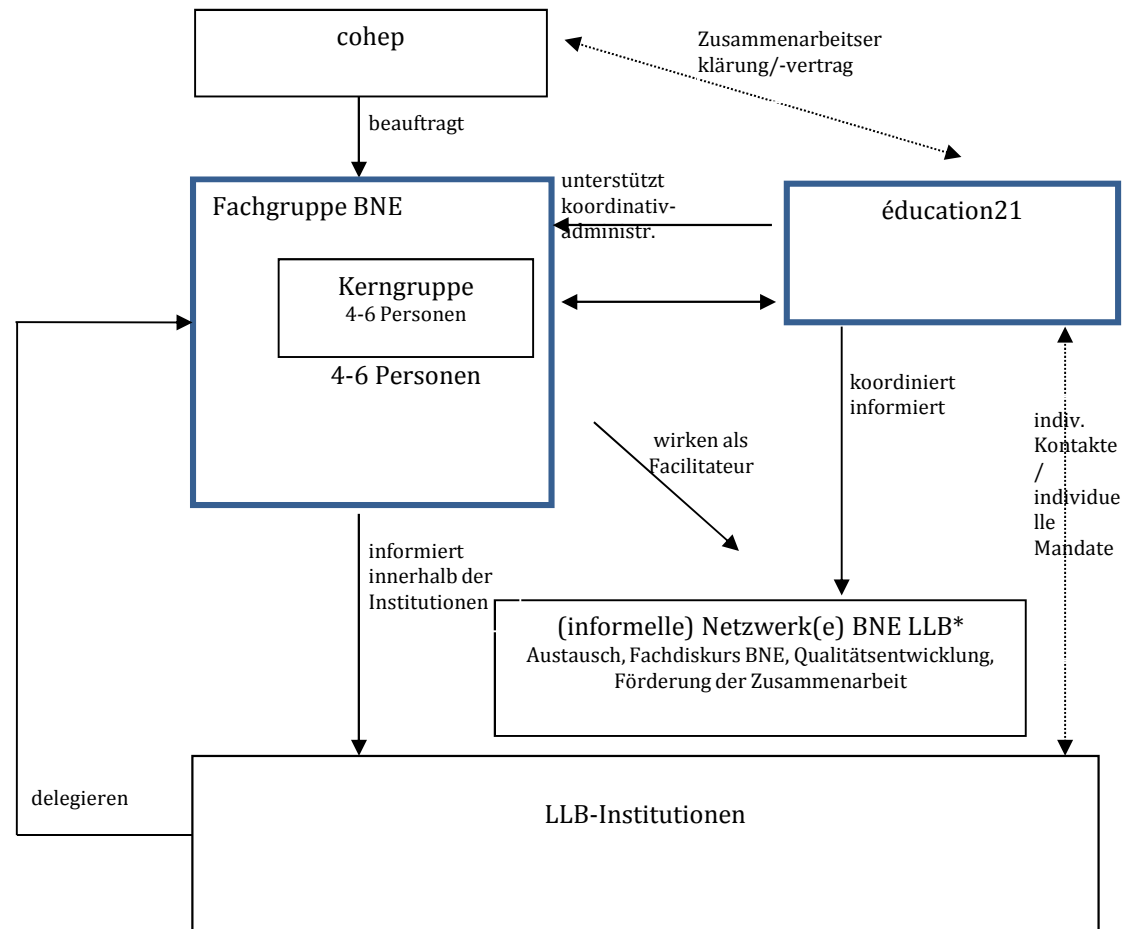 cohep
Zusammenarbeitser
klärung/-vertrag
beauftragt
Fachgruppe BNE
unterstützt
koordinativ-
administr.
éducation21
Kerngruppe
4-6 Personen
4-6 Personen
koordiniert
informiert
indiv.
Kontakte
/
individue
lle
Mandate
wirken als
Facilitateur
informiert
innerhalb der
Institutionen
(informelle) Netzwerk(e) BNE LLB*
Austausch, Fachdiskurs BNE, Qualitätsentwicklung,
Förderung der Zusammenarbeit
delegieren
LLB-Institutionen